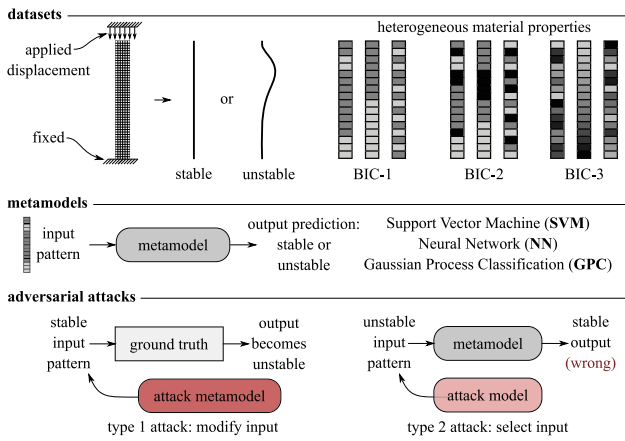 datasets
applied
displacement
fixed
or
stable
unstable
heterogeneous material properties
BIC-1
BIC-2
BIC-3
metamodels
input
pattern
metamodel
output prediction:
stable or
unstable
Support Vector Machine (SVM)
Neural Network (NN)
Gaussian Process Classification (GPC)
adversarial attacks
stable
input
pattern
ground truth
output
becomes
unstable
attack metamodel
type 1 attack: modify input
unstable
input
pattern
metamodel
stable
output
(wrong)
attack model
type 2 attack: select input